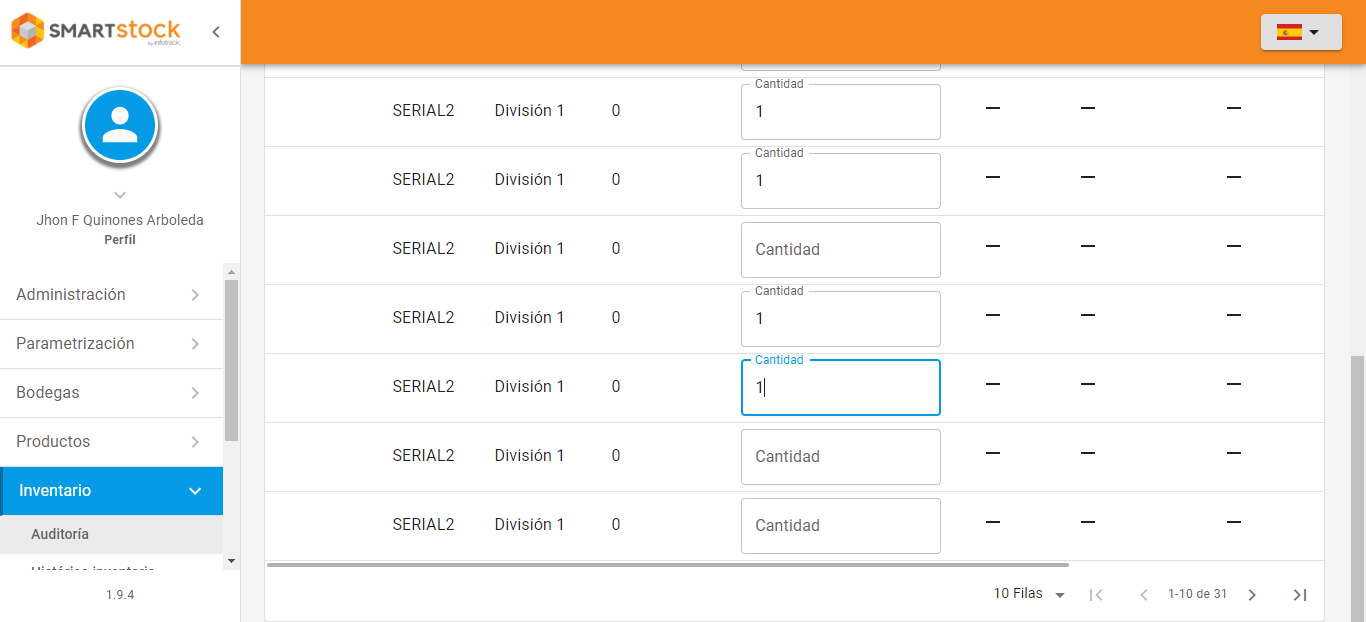 SMARTstock
by infotrack.
Jhon F Quinones Arboleda
Perfil
Administración
Parametrización
Bodegas
Productos
Inventario
Auditoría
Histórico inventario
1.9.4
Cantidad
SERIAL2 División 1 0 1 — — —
Cantidad
SERIAL2 División 1 0 1 — — —
SERIAL2 División 1 0 Cantidad — — —
Cantidad
SERIAL2 División 1 0 1 — — —
Cantidad
SERIAL2 División 1 0 1 — — —
SERIAL2 División 1 0 Cantidad — — —
SERIAL2 División 1 0 Cantidad — — —
10 Filas 1-10 de 31